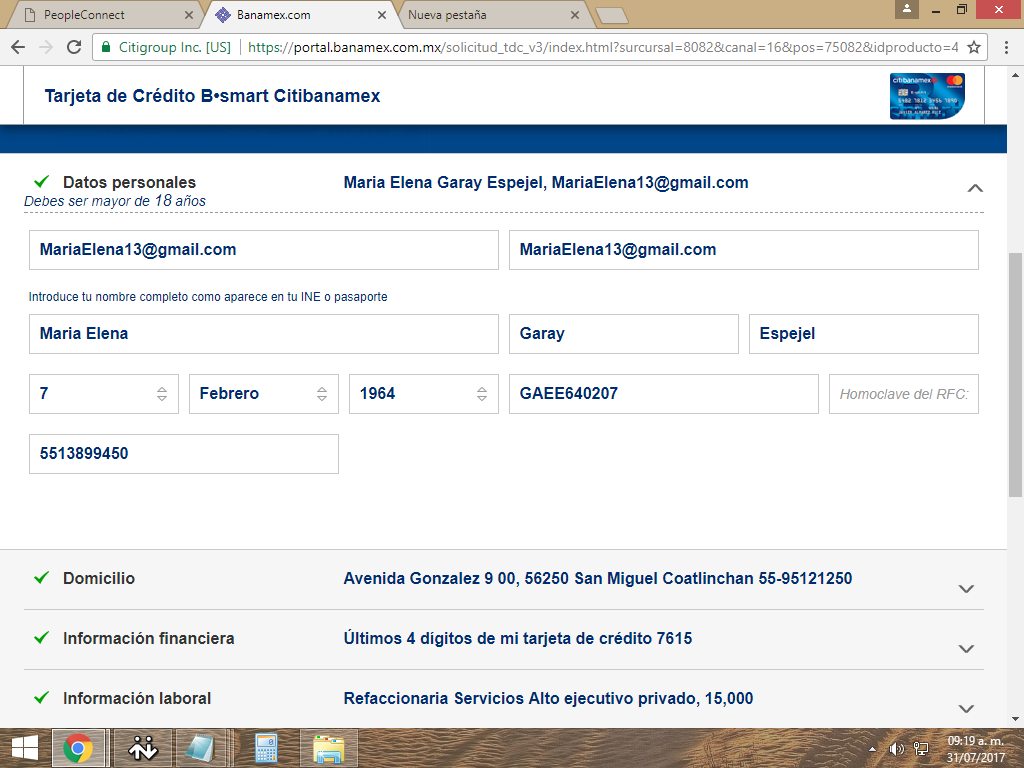 PeopleConnect
Banamex.com
Nueva pestaña
Citigroup Inc. [US] https://portal.banamex.com.mx/solicitud_tdc_v3/index.html?surcursal=8082&canal=16&pos=75082&idproducto=4
Tarjeta de Crédito B•smart Citibanamex
citibanamex
Datos personales
Maria Elena Garay Espejel, MariaElena13@gmail.com
Debes ser mayor de 18 años
MariaElena13@gmail.com MariaElena13@gmail.com
Introduce tu nombre completo como aparece en tu INE o pasaporte
Maria Elena Garay Espejel
7 Febrero 1964 GAEE640207 Homoclave del RFC:
5513899450
Domicilio Avenida Gonzalez 9 00, 56250 San Miguel Coatlinchan 55-95121250
Información financiera Últimos 4 dígitos de mi tarjeta de crédito 7615
Información laboral Refaccionaria Servicios Alto ejecutivo privado, 15,000
09:19 a. m.
31/07/2017